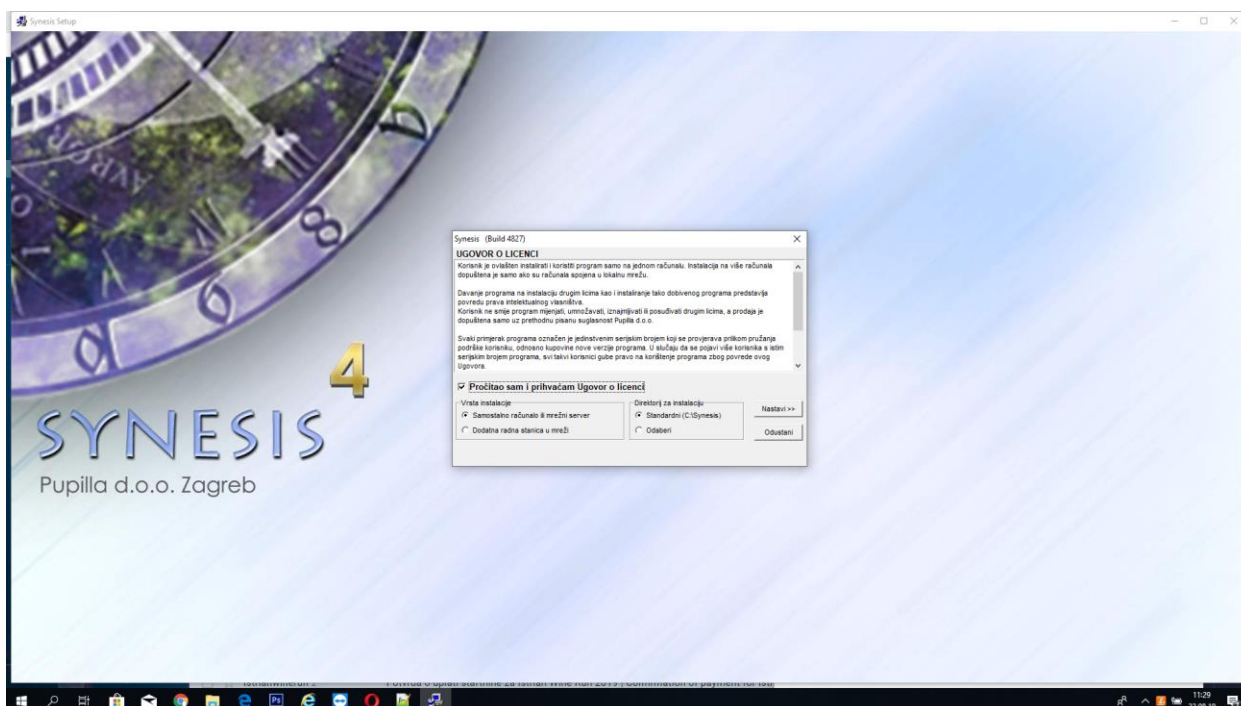 Synesis Setup
4
SYNESIS
Pupilla d.o.o. Zagreb
Synesis (Build 4827)
UGOVOR O LICENCI
Korisnik je ovlašten instalirati i koristiti program samo na jednom računalu. Instalacija na više računala
dopuštena je samo ako su računala spojena u lokalnu mrežu.
Davanje programa na instalaciju drugim licima kao i instaliranje tako dobivenog programa predstavlja
povredu prava intelektualnog vlasništva.
Korisnik ne smije program mijenjati, umnožavati, iznajmljivati ili posuđivati drugim licima, a prodaja je
dopuštena samo uz prethodnu pisanu suglasnost Pupilla d.o.o.
Svaki primjerak programa označen je jedinstvenim serijskim brojem koji se provjerava prilikom pružanja
podrške korisniku, odnosno kupovine nove verzije programa. U slučaju da se pojavi više korisnika s istim
serijskim brojem programa, svi takvi korisnici gube pravo na korištenje programa zbog povrede ovog
Ugovora.
Pročitao sam i prihvaćam Ugovor o licenci
Vrsta instalacije
Samostalno računalo ili mrežni server
Dodatna radna stanica u mreži
Direktorij za instalaciju
Standardni (C:\Synesis)
Odaberi
Nastavi >>
Odustani
11:29